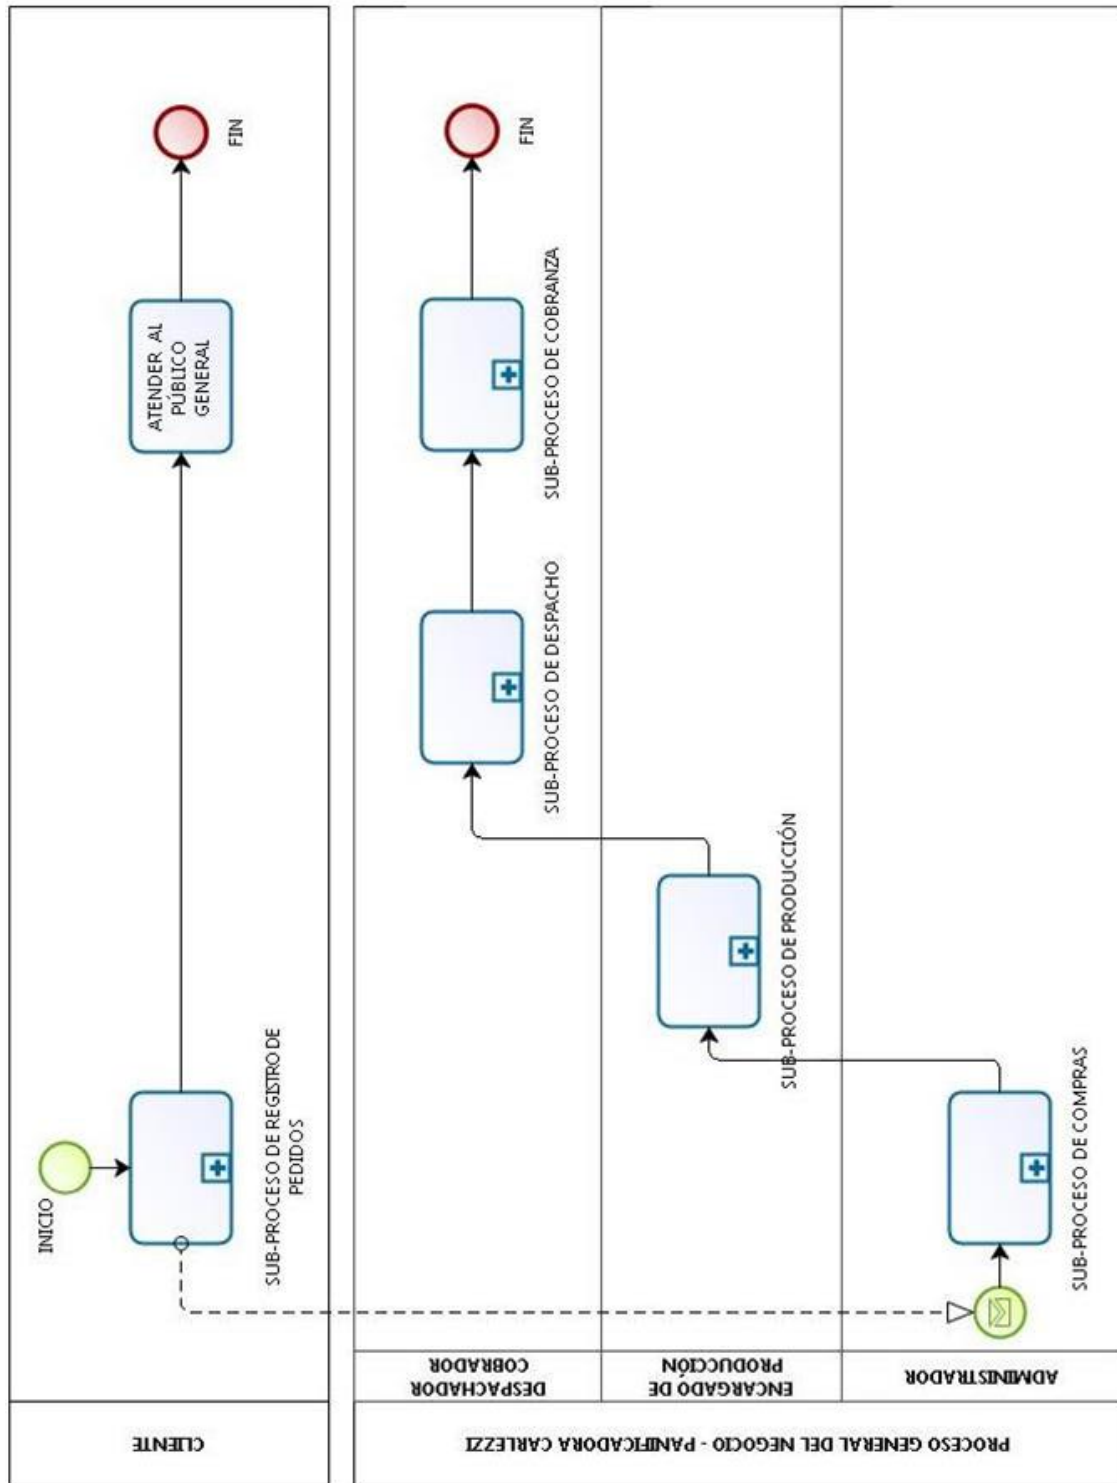 CLIENTE
INICIO
SUB-PROCESO DE REGISTRO DE
PEDIDOS
ATENDER AL
PÚBLICO
GENERAL
FIN
PROCESO GENERAL DEL NEGOCIO - PANIFICADORA CARLEZZI
DESPACHADOR
COBRADOR
SUB-PROCESO DE DESPACHO
SUB-PROCESO DE COBRANZA
FIN
ENCARGADO DE
PRODUCCIÓN
SUB-PROCESO DE PRODUCCIÓN
ADMINISTRADOR
SUB-PROCESO DE COMPRAS